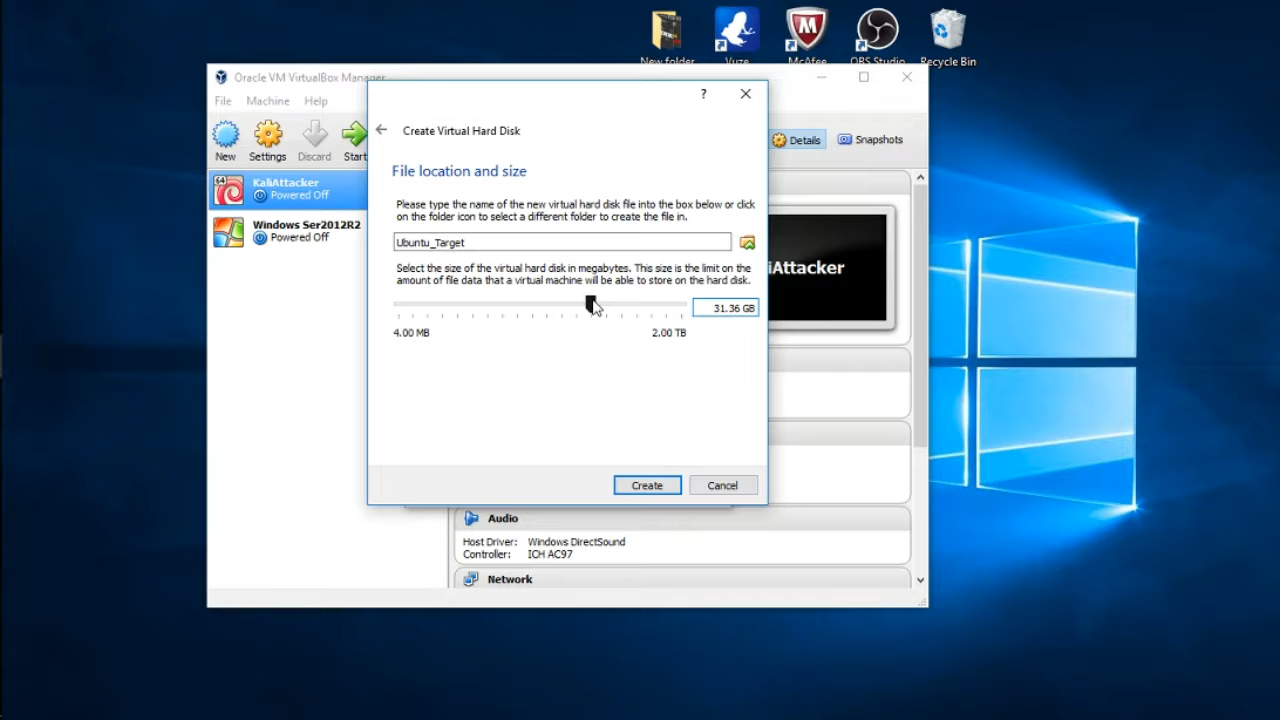 New folder
Vuze
McAfee
OBS Studio
Recycle Bin
Oracle VM VirtualBox Manager
File Machine Help
New
Settings
Discard
Start
Details
Snapshots
64
KaliAttacker
Powered Off
Windows Ser2012R2
Powered Off
?
Create Virtual Hard Disk
File location and size
Please type the name of the new virtual hard disk file into the box below or click
on the folder icon to select a different folder to create the file in.
Ubuntu_Target
Select the size of the virtual hard disk in megabytes. This size is the limit on the
amount of file data that a virtual machine will be able to store on the hard disk.
31.36 GB
4.00 MB
2.00 TB
Create
Cancel
iAttacker
Audio
Host Driver: Windows DirectSound
Controller: ICH AC97
Network